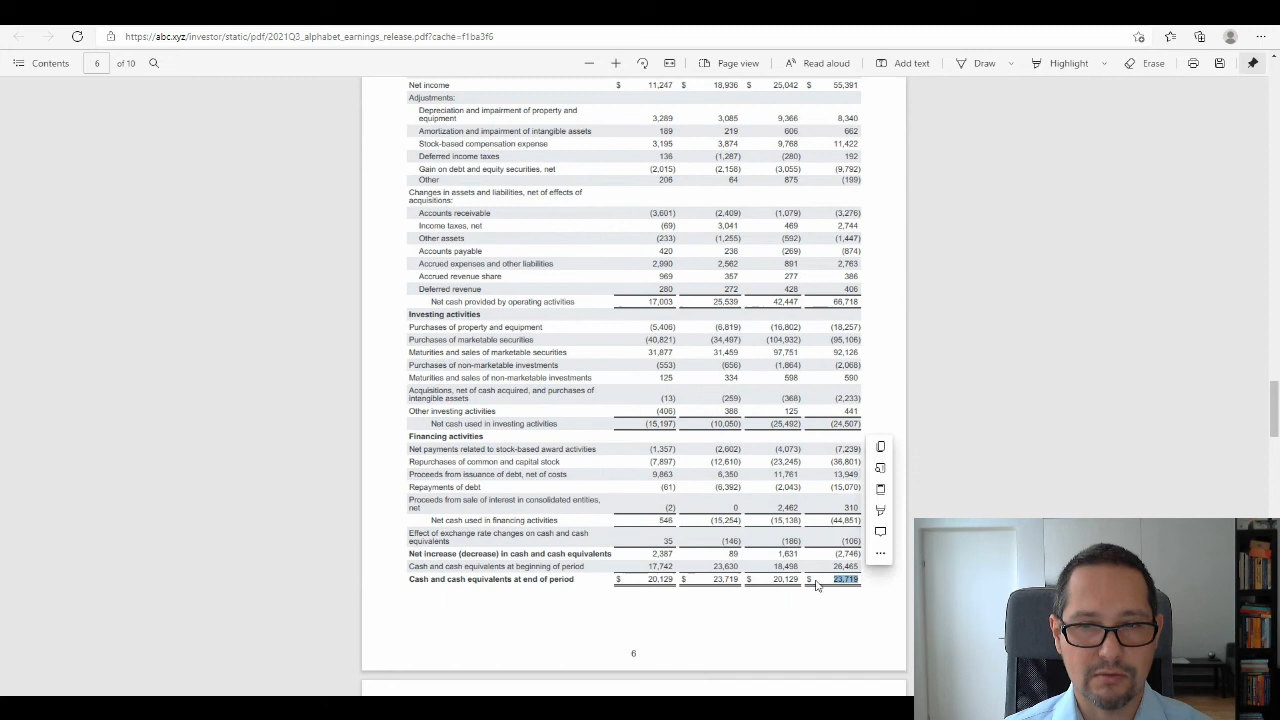 https://abc.xyz/investor/static/pdf/2021Q3_alphabet_earnings_release.pdf?cache=f1ba3f6
Contents 6 of 10 Page view Read aloud Add text Draw Highlight Erase
Net income $ 11,247 $ 18,936 $ 25,042 $ 55,391
Adjustments:
Depreciation and impairment of property and
equipment 3,289 3,085 9,366 8,340
Amortization and impairment of intangible assets 189 219 606 662
Stock-based compensation expense 3,195 3,874 9,768 11,422
Deferred income taxes 136 (1,287) (280) 192
Gain on debt and equity securities, net (2,015) (2,158) (3,055) (9,792)
Other 206 64 875 (199)
Changes in assets and liabilities, net of effects of
acquisitions:
Accounts receivable (3,601) (2,409) (1,079) (3,276)
Income taxes, net (69) 3,041 469 2,744
Other assets (233) (1,255) (592) (1,447)
Accounts payable 420 238 (269) (874)
Accrued expenses and other liabilities 2,990 2,562 891 2,763
Accrued revenue share 969 357 277 386
Deferred revenue 280 272 428 406
Net cash provided by operating activities 17,003 25,539 42,447 66,718
Investing activities
Purchases of property and equipment (5,406) (6,819) (16,802) (18,257)
Purchases of marketable securities (40,821) (34,497) (104,932) (95,106)
Maturities and sales of marketable securities 31,877 31,459 97,751 92,126
Purchases of non-marketable investments (553) (656) (1,864) (2,068)
Maturities and sales of non-marketable investments 125 334 598 590
Acquisitions, net of cash acquired, and purchases of
intangible assets (13) (259) (368) (2,233)
Other investing activities (406) 388 125 441
Net cash used in investing activities (15,197) (10,050) (25,492) (24,507)
Financing activities
Net payments related to stock-based award activities (1,357) (2,602) (4,073) (7,239)
Repurchases of common and capital stock (7,897) (12,610) (23,245) (36,801)
Proceeds from issuance of debt, net of costs 9,863 6,350 11,761 13,949
Repayments of debt (61) (6,392) (2,043) (15,070)
Proceeds from sale of interest in consolidated entities,
net (2) 0 2,462 310
Net cash used in financing activities 546 (15,254) (15,138) (44,851)
Effect of exchange rate changes on cash and cash
equivalents 35 (146) (186) (106)
Net increase (decrease) in cash and cash equivalents 2,387 89 1,631 (2,746)
Cash and cash equivalents at beginning of period 17,742 23,630 18,498 26,465
Cash and cash equivalents at end of period $ 20,129 $ 23,719 $ 20,129 $ 23,719
6